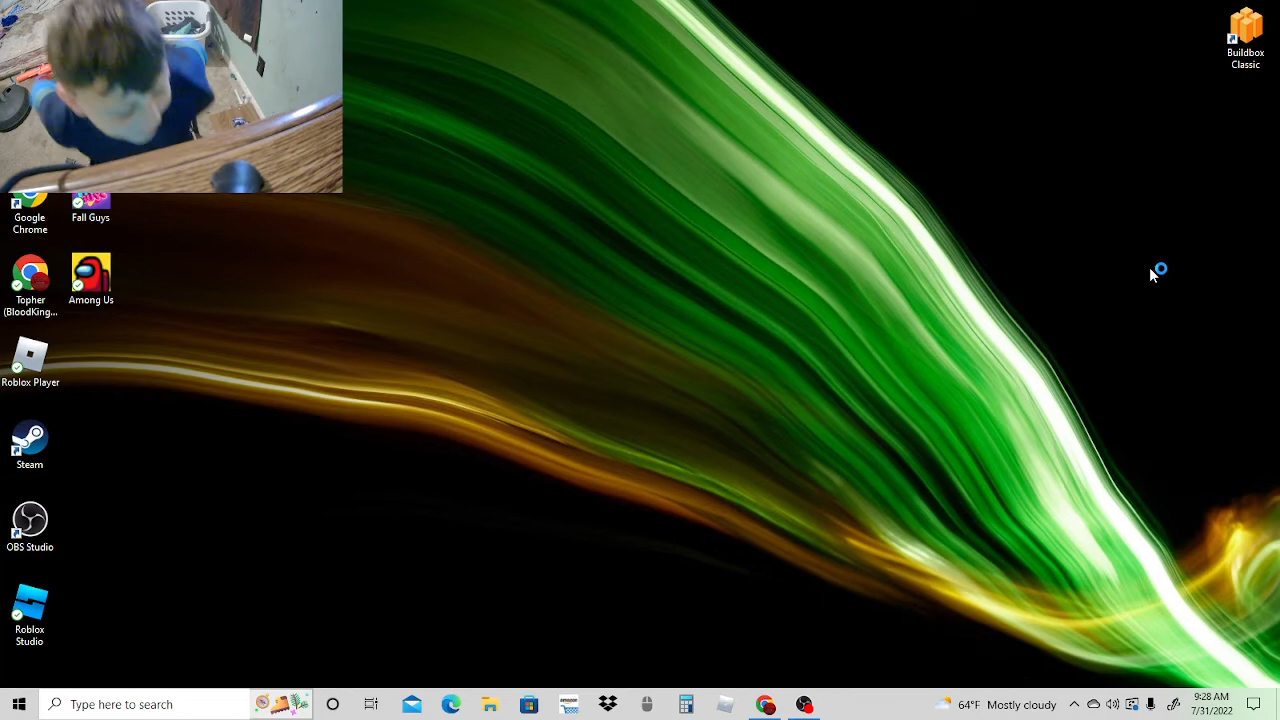 Buildbox
Classic
Google
Chrome
Fall Guys
Topher
(BloodKing...
Among Us
Roblox Player
Steam
OBS Studio
Roblox
Studio
Type here to search
64°F Mostly cloudy
9:28 AM
7/31/2022